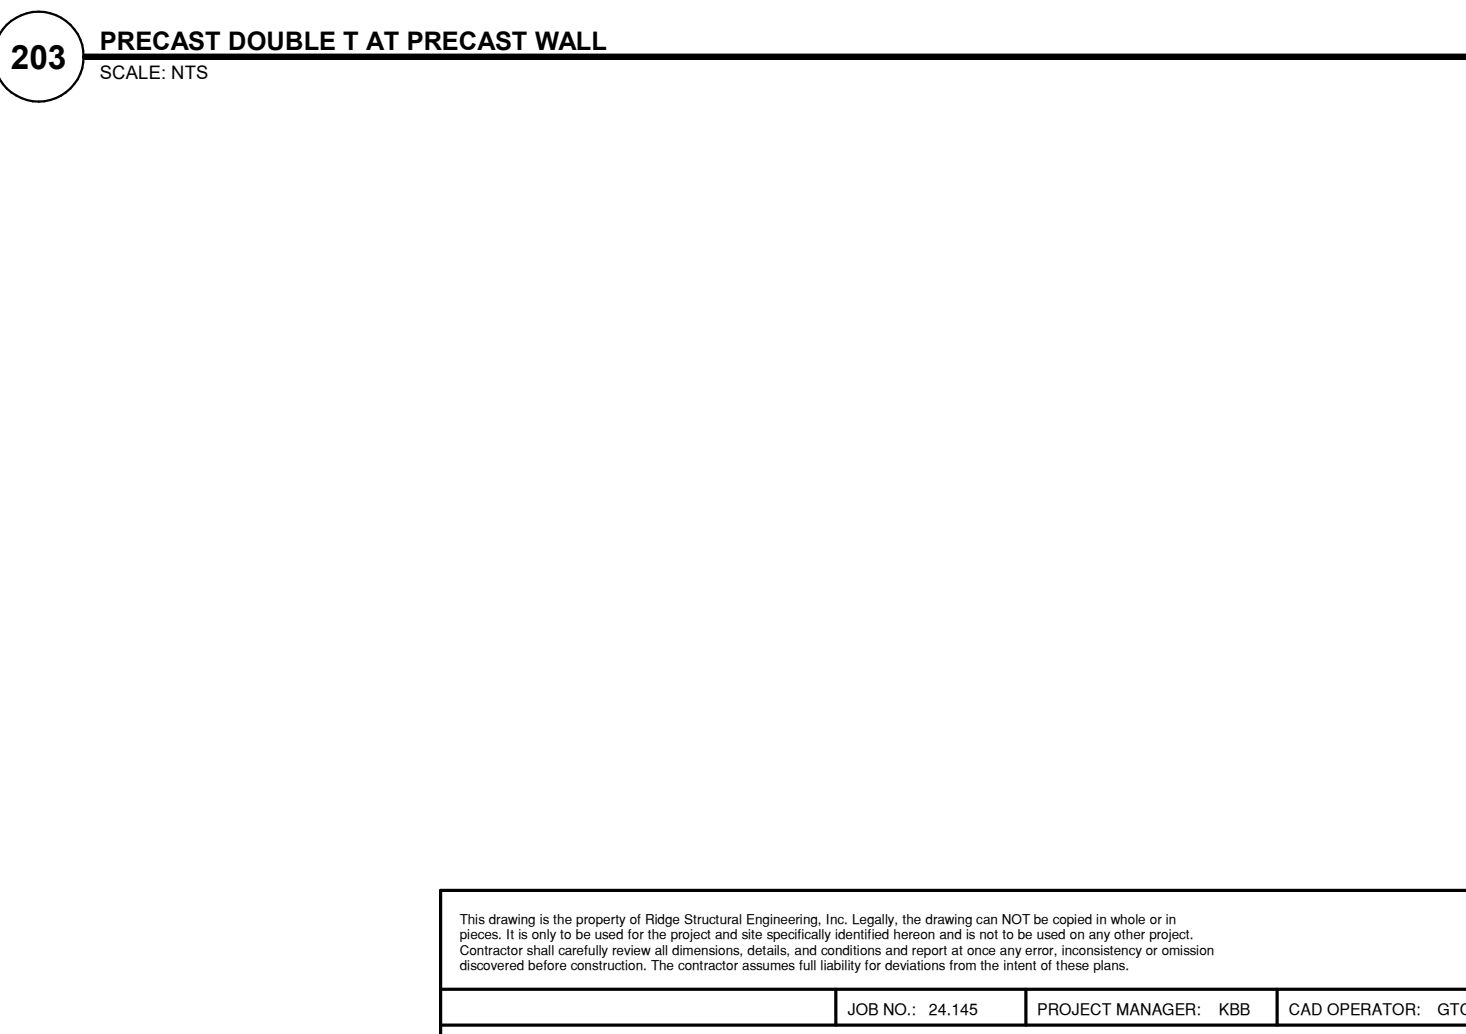 203
PRECAST DOUBLE T AT PRECAST WALL
SCALE: NTS
This drawing is the property of Ridge Structural Engineering, Inc. Legally, the drawing can NOT be copied in whole or in
pieces. It is only to be used for the project and site specifically identified hereon and is not to be used on any other project.
Contractor shall carefully review all dimensions, details, and conditions and report at once any error, inconsistency or omission
discovered before construction. The contractor assumes full liability for deviations from the intent of these plans.
JOB NO.: 24.145 PROJECT MANAGER: KBB CAD OPERATOR: